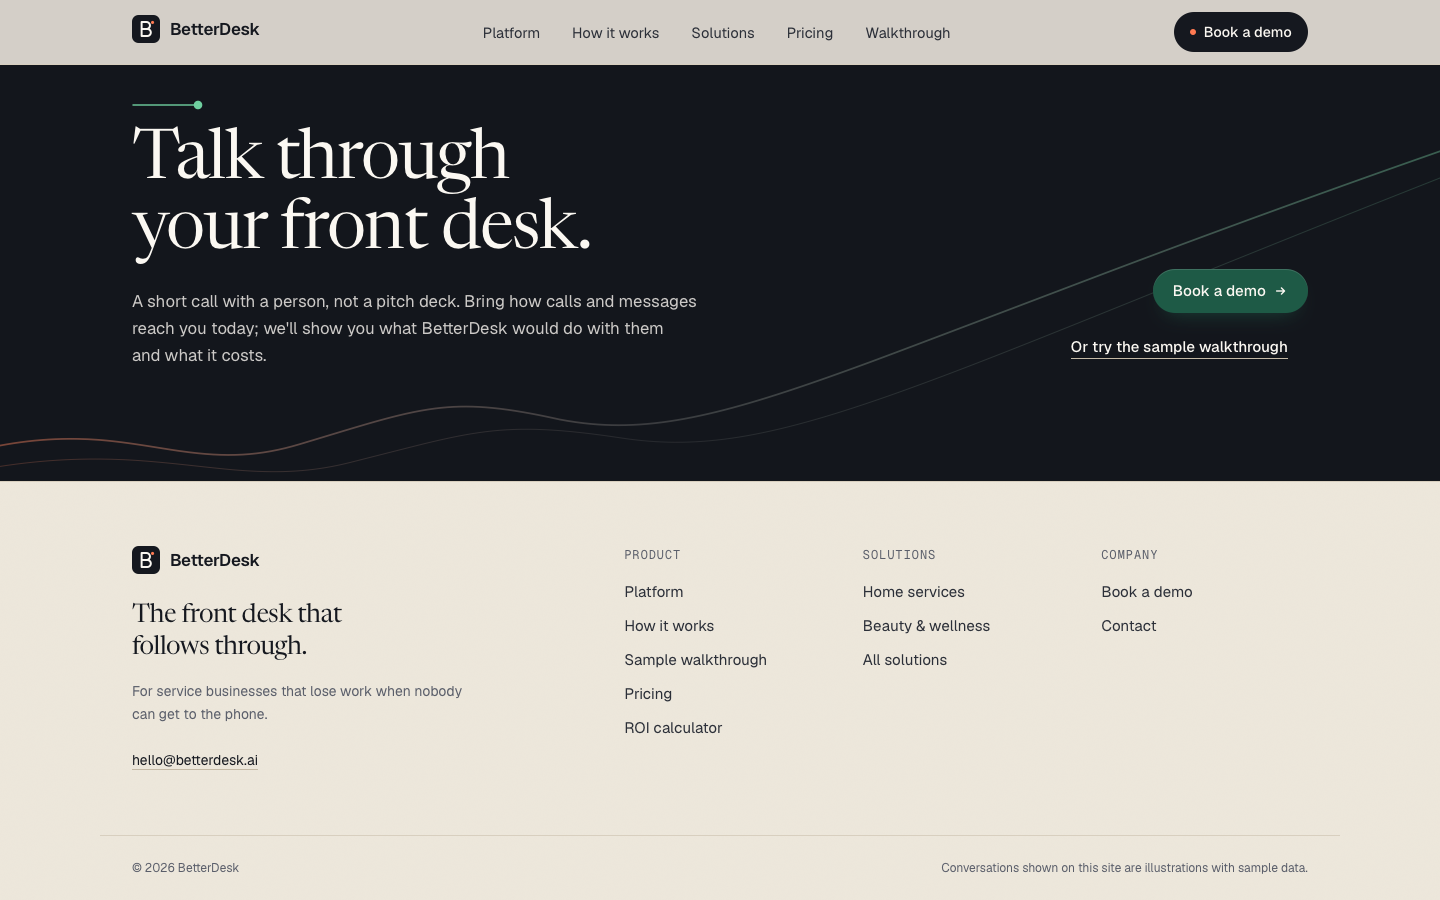 BetterDesk
Platform
How it works
Solutions
Pricing
Walkthrough
Book a demo
Talk through
your front desk.
A short call with a person, not a pitch deck. Bring how calls and messages
reach you today; we'll show you what BetterDesk would do with them
and what it costs.
Book a demo →
Or try the sample walkthrough
BetterDesk
The front desk that
follows through.
For service businesses that lose work when nobody
can get to the phone.
hello@betterdesk.ai
PRODUCT
Platform
How it works
Sample walkthrough
Pricing
ROI calculator
SOLUTIONS
Home services
Beauty & wellness
All solutions
COMPANY
Book a demo
Contact
© 2026 BetterDesk
Conversations shown on this site are illustrations with sample data.